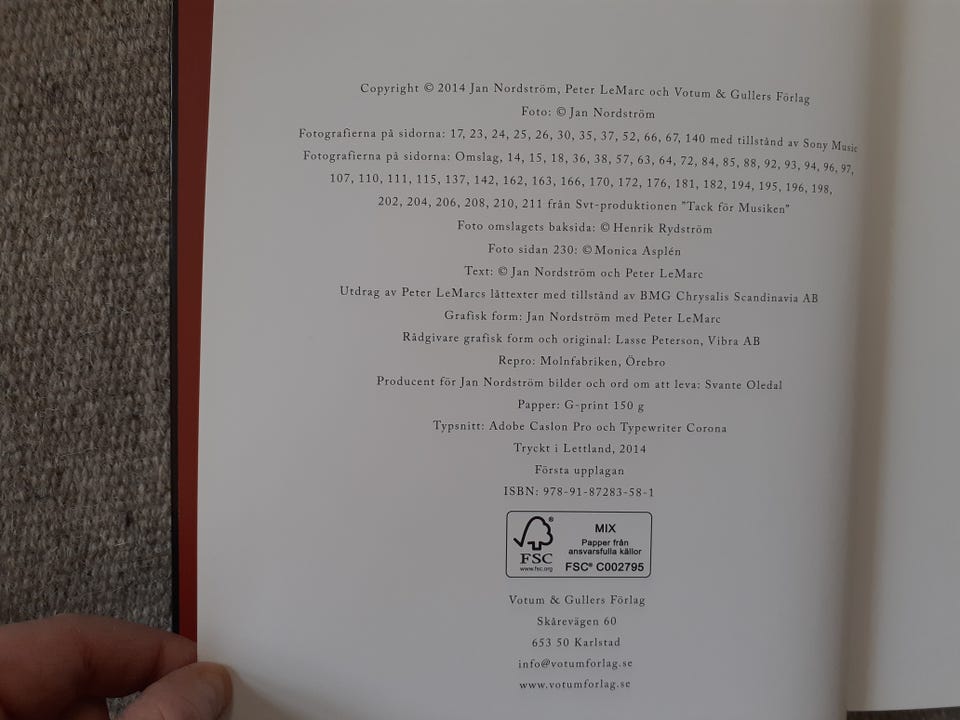 Copyright © 2014 Jan Nordström, Peter LeMarc och Votum & Gullers Förlag
Foto: © Jan Nordström
Fotografierna på sidorna: 17, 23, 24, 25, 26, 30, 35, 37, 52, 66, 67, 140 med tillstånd av Sony Music
Fotografierna på sidorna: Omslag, 14, 15, 18, 36, 38, 57, 63, 64, 72, 84, 85, 88, 92, 93, 94, 96, 97,
107, 110, 111, 115, 137, 142, 162, 163, 166, 170, 172, 176, 181, 182, 194, 195, 196, 198,
202, 204, 206, 208, 210, 211 från Svt-produktionen ”Tack för Musiken”
Foto omslagets baksida: © Henrik Rydström
Foto sidan 230: © Monica Asplén
Text: © Jan Nordström och Peter LeMarc
Utdrag av Peter LeMarcs låttexter med tillstånd av BMG Chrysalis Scandinavia AB
Grafisk form: Jan Nordström med Peter LeMarc
Rådgivare grafisk form och original: Lasse Peterson, Vibra AB
Repro: Molnfabriken, Örebro
Producent för Jan Nordström bilder och ord om att leva: Svante Oledal
Papper: G-print 150 g
Typsnitt: Adobe Caslon Pro och Typewriter Corona
Tryckt i Lettland, 2014
Första upplagan
ISBN: 978-91-87283-58-1
FSC®
www.fsc.org
MIX
Papper från
ansvarsfulla källor
FSC® C002795
Votum & Gullers Förlag
Skårevägen 60
653 50 Karlstad
info@votumforlag.se
www.votumforlag.se